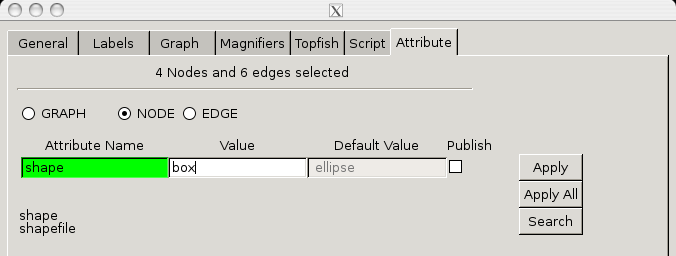 General Labels Graph Magnifiers Topfish Script Attribute
4 Nodes and 6 edges selected
GRAPH NODE EDGE
Attribute Name Value Default Value Publish
shape box ellipse
Apply
Apply All
shape
Search
shapefile